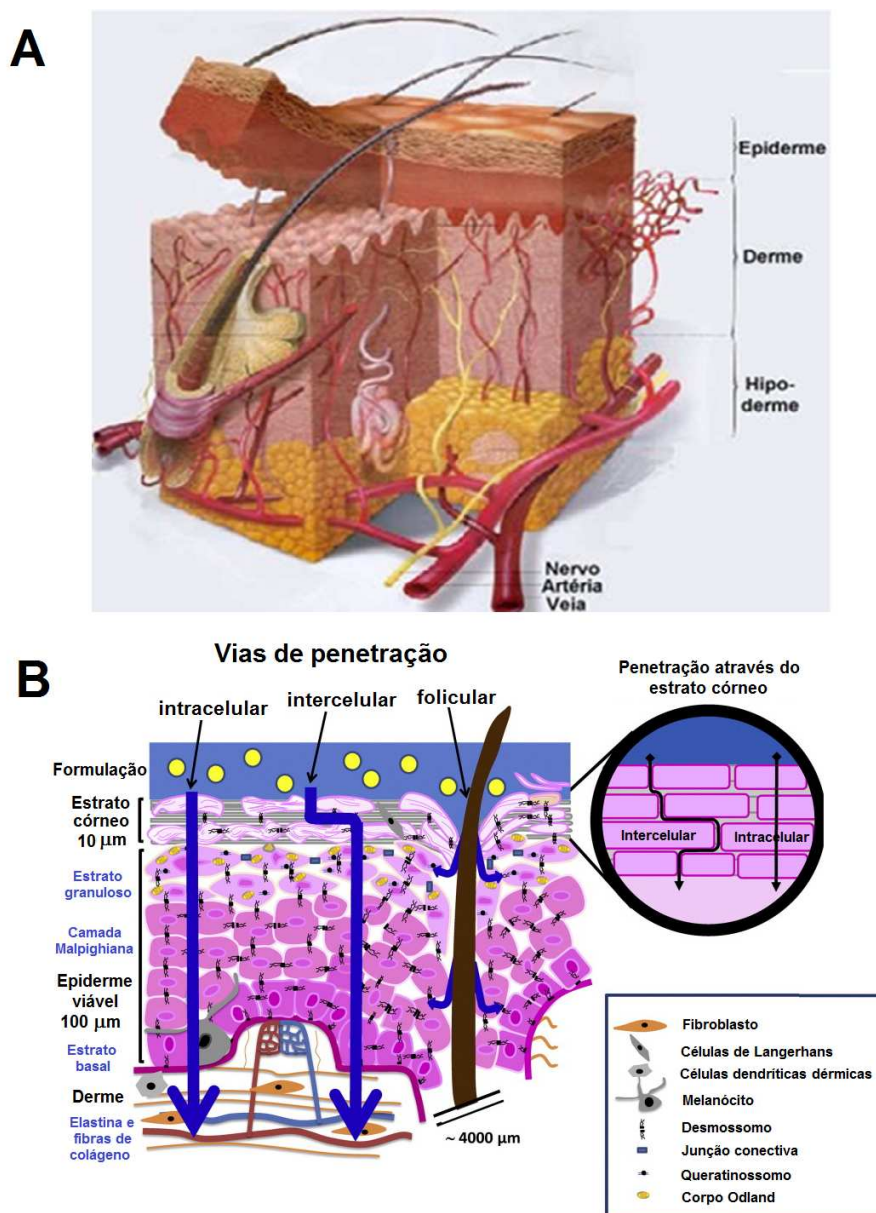 A
Epiderme
Derme
Hipo-
derme
Nervo
Artéria
Veia
B
Vias de penetração
intracelular
intercelular
folicular
Penetração através do
estrato córneo
Formulação
Estrato
córneo
10 μm
Estrato
granuloso
Camada
Malpighiana
Epiderme
viável
100 μm
Estrato
basal
Derme
Elastina e
fibras de
colágeno
~ 4000 μm
Intercelular
Intracelular
Fibroblasto
Células de Langerhans
Células dendríticas dérmicas
Melanócito
Desmossomo
Junção conectiva
Queratinossomo
Corpo Odland